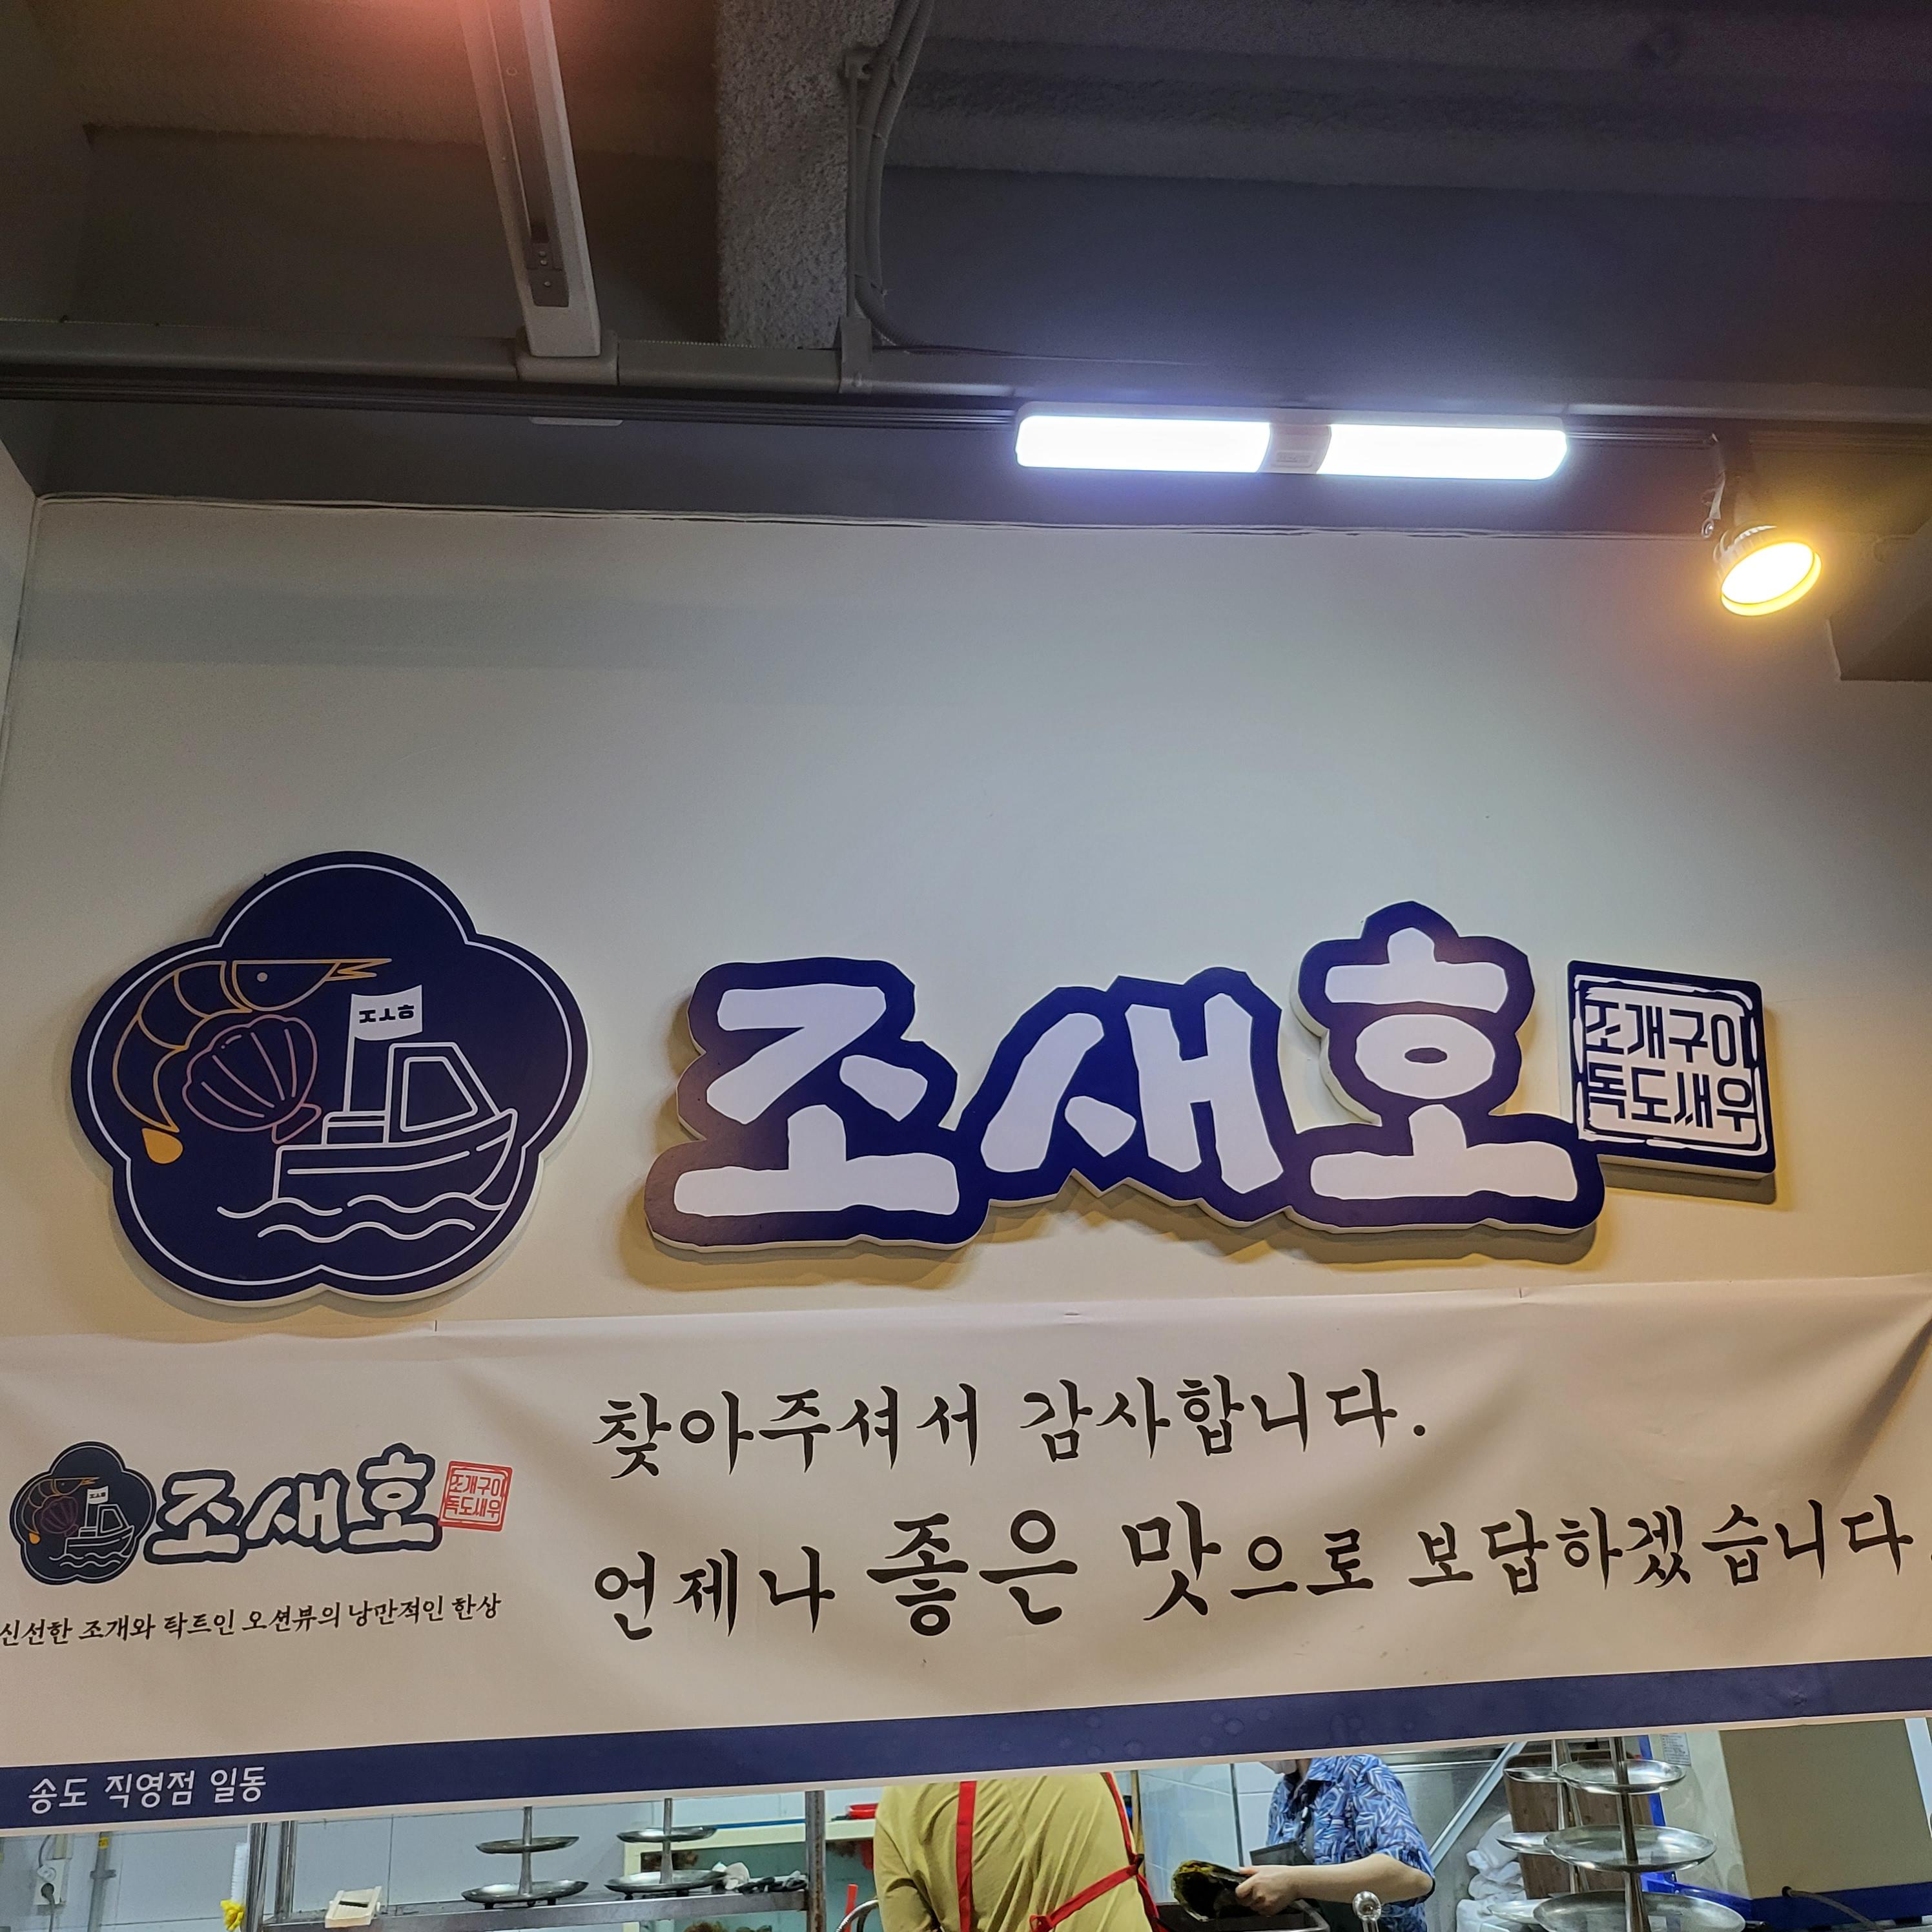 ㅈㅅㅎ
조새호
조개구이
독도새우
찾아주셔서 감사합니다.
언제나 좋은 맛으로 보답하겠습니다.
조새호
조개구이
독도새우
신선한 조개와 탁트인 오션뷰의 낭만적인 한상
송도 직영점 일동